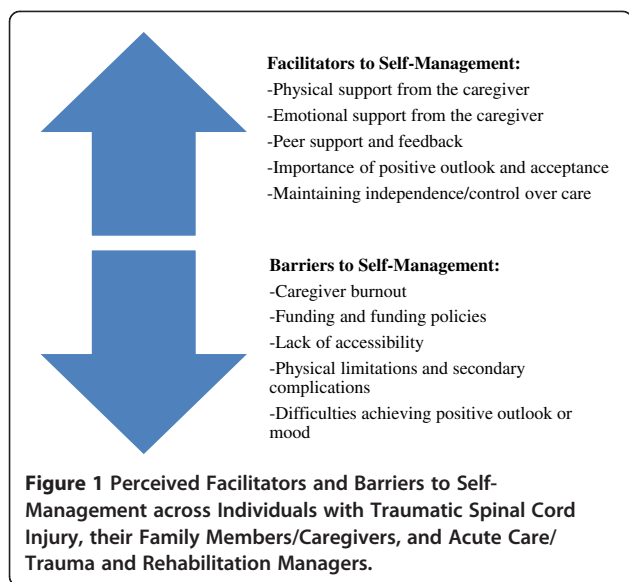 Facilitators to Self-Management:
-Physical support from the caregiver
-Emotional support from the caregiver
-Peer support and feedback
-Importance of positive outlook and acceptance
-Maintaining independence/control over care
Barriers to Self-Management:
-Caregiver burnout
-Funding and funding policies
-Lack of accessibility
-Physical limitations and secondary
complications
-Difficulties achieving positive outlook or
mood
Figure 1 Perceived Facilitators and Barriers to Self-
Management across Individuals with Traumatic Spinal Cord
Injury, their Family Members/Caregivers, and Acute Care/
Trauma and Rehabilitation Managers.